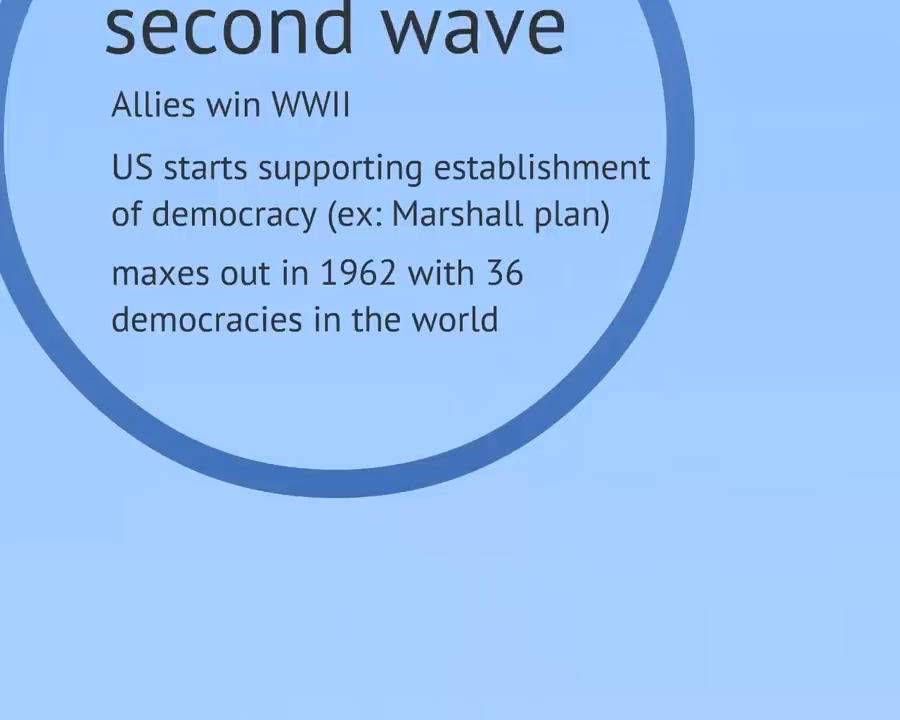 second wave
Allies win WWII
US starts supporting establishment
of democracy (ex: Marshall plan)
maxes out in 1962 with 36
democracies in the world